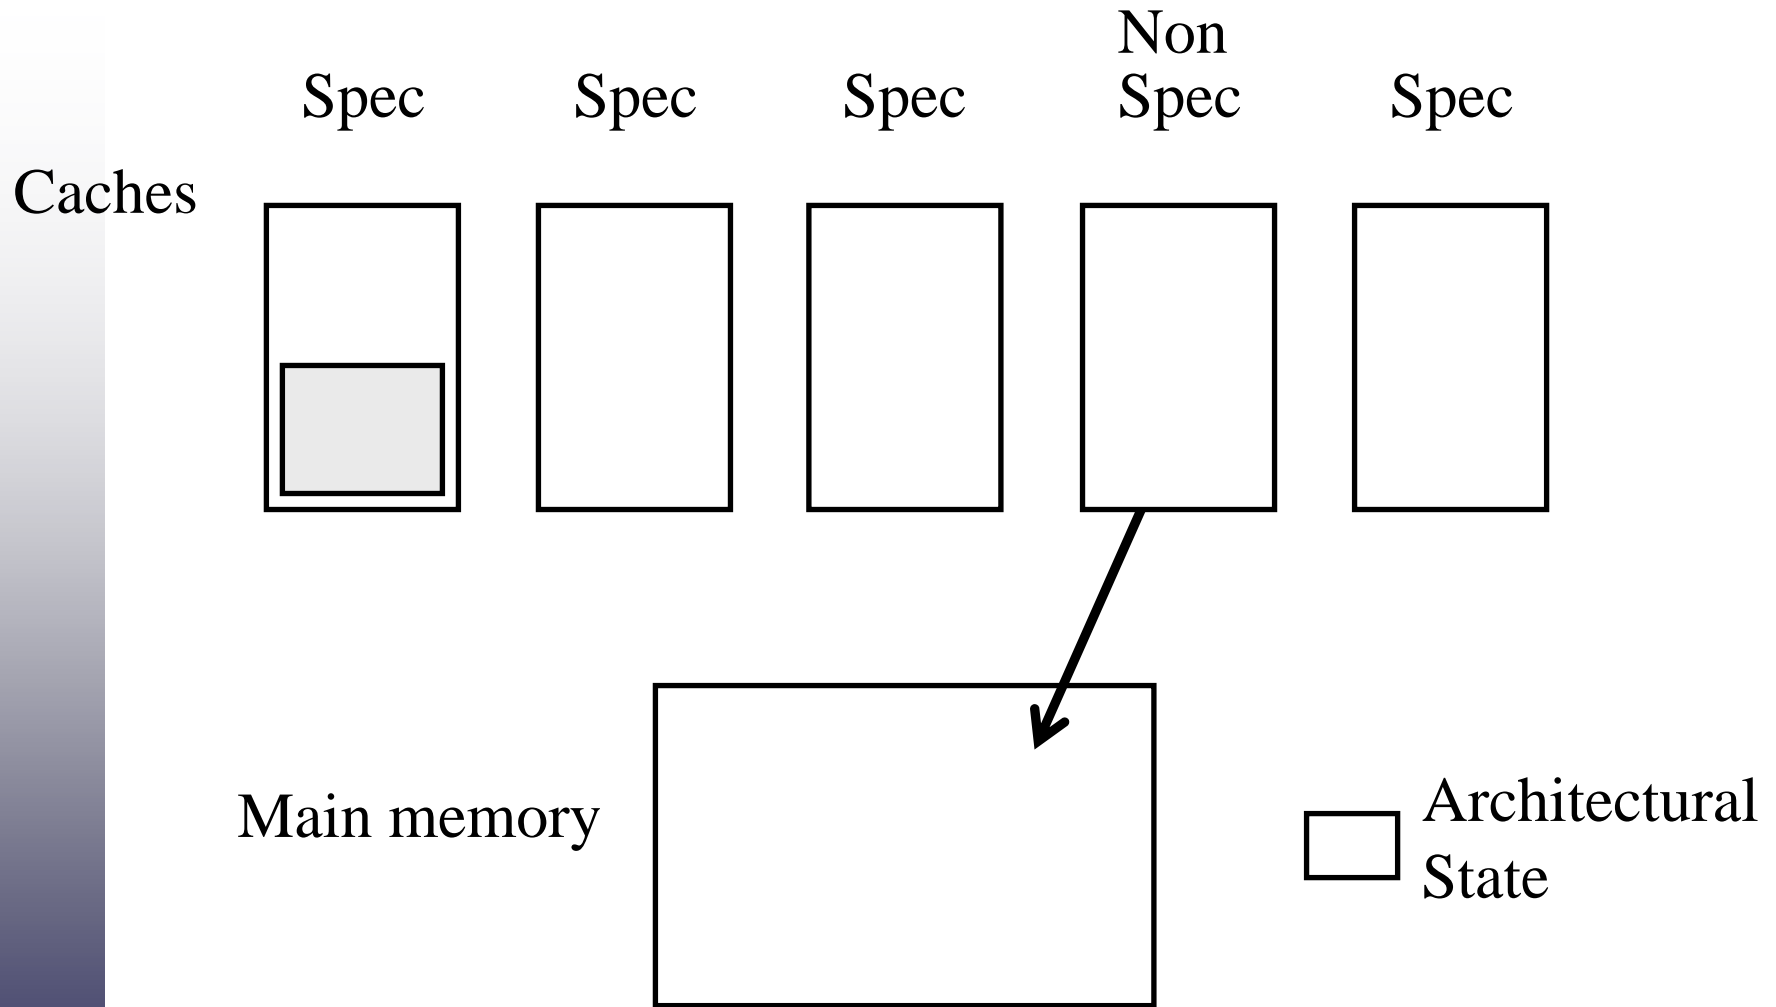 Non
Spec Spec Spec Spec Spec
Caches
Main memory
Architectural
State